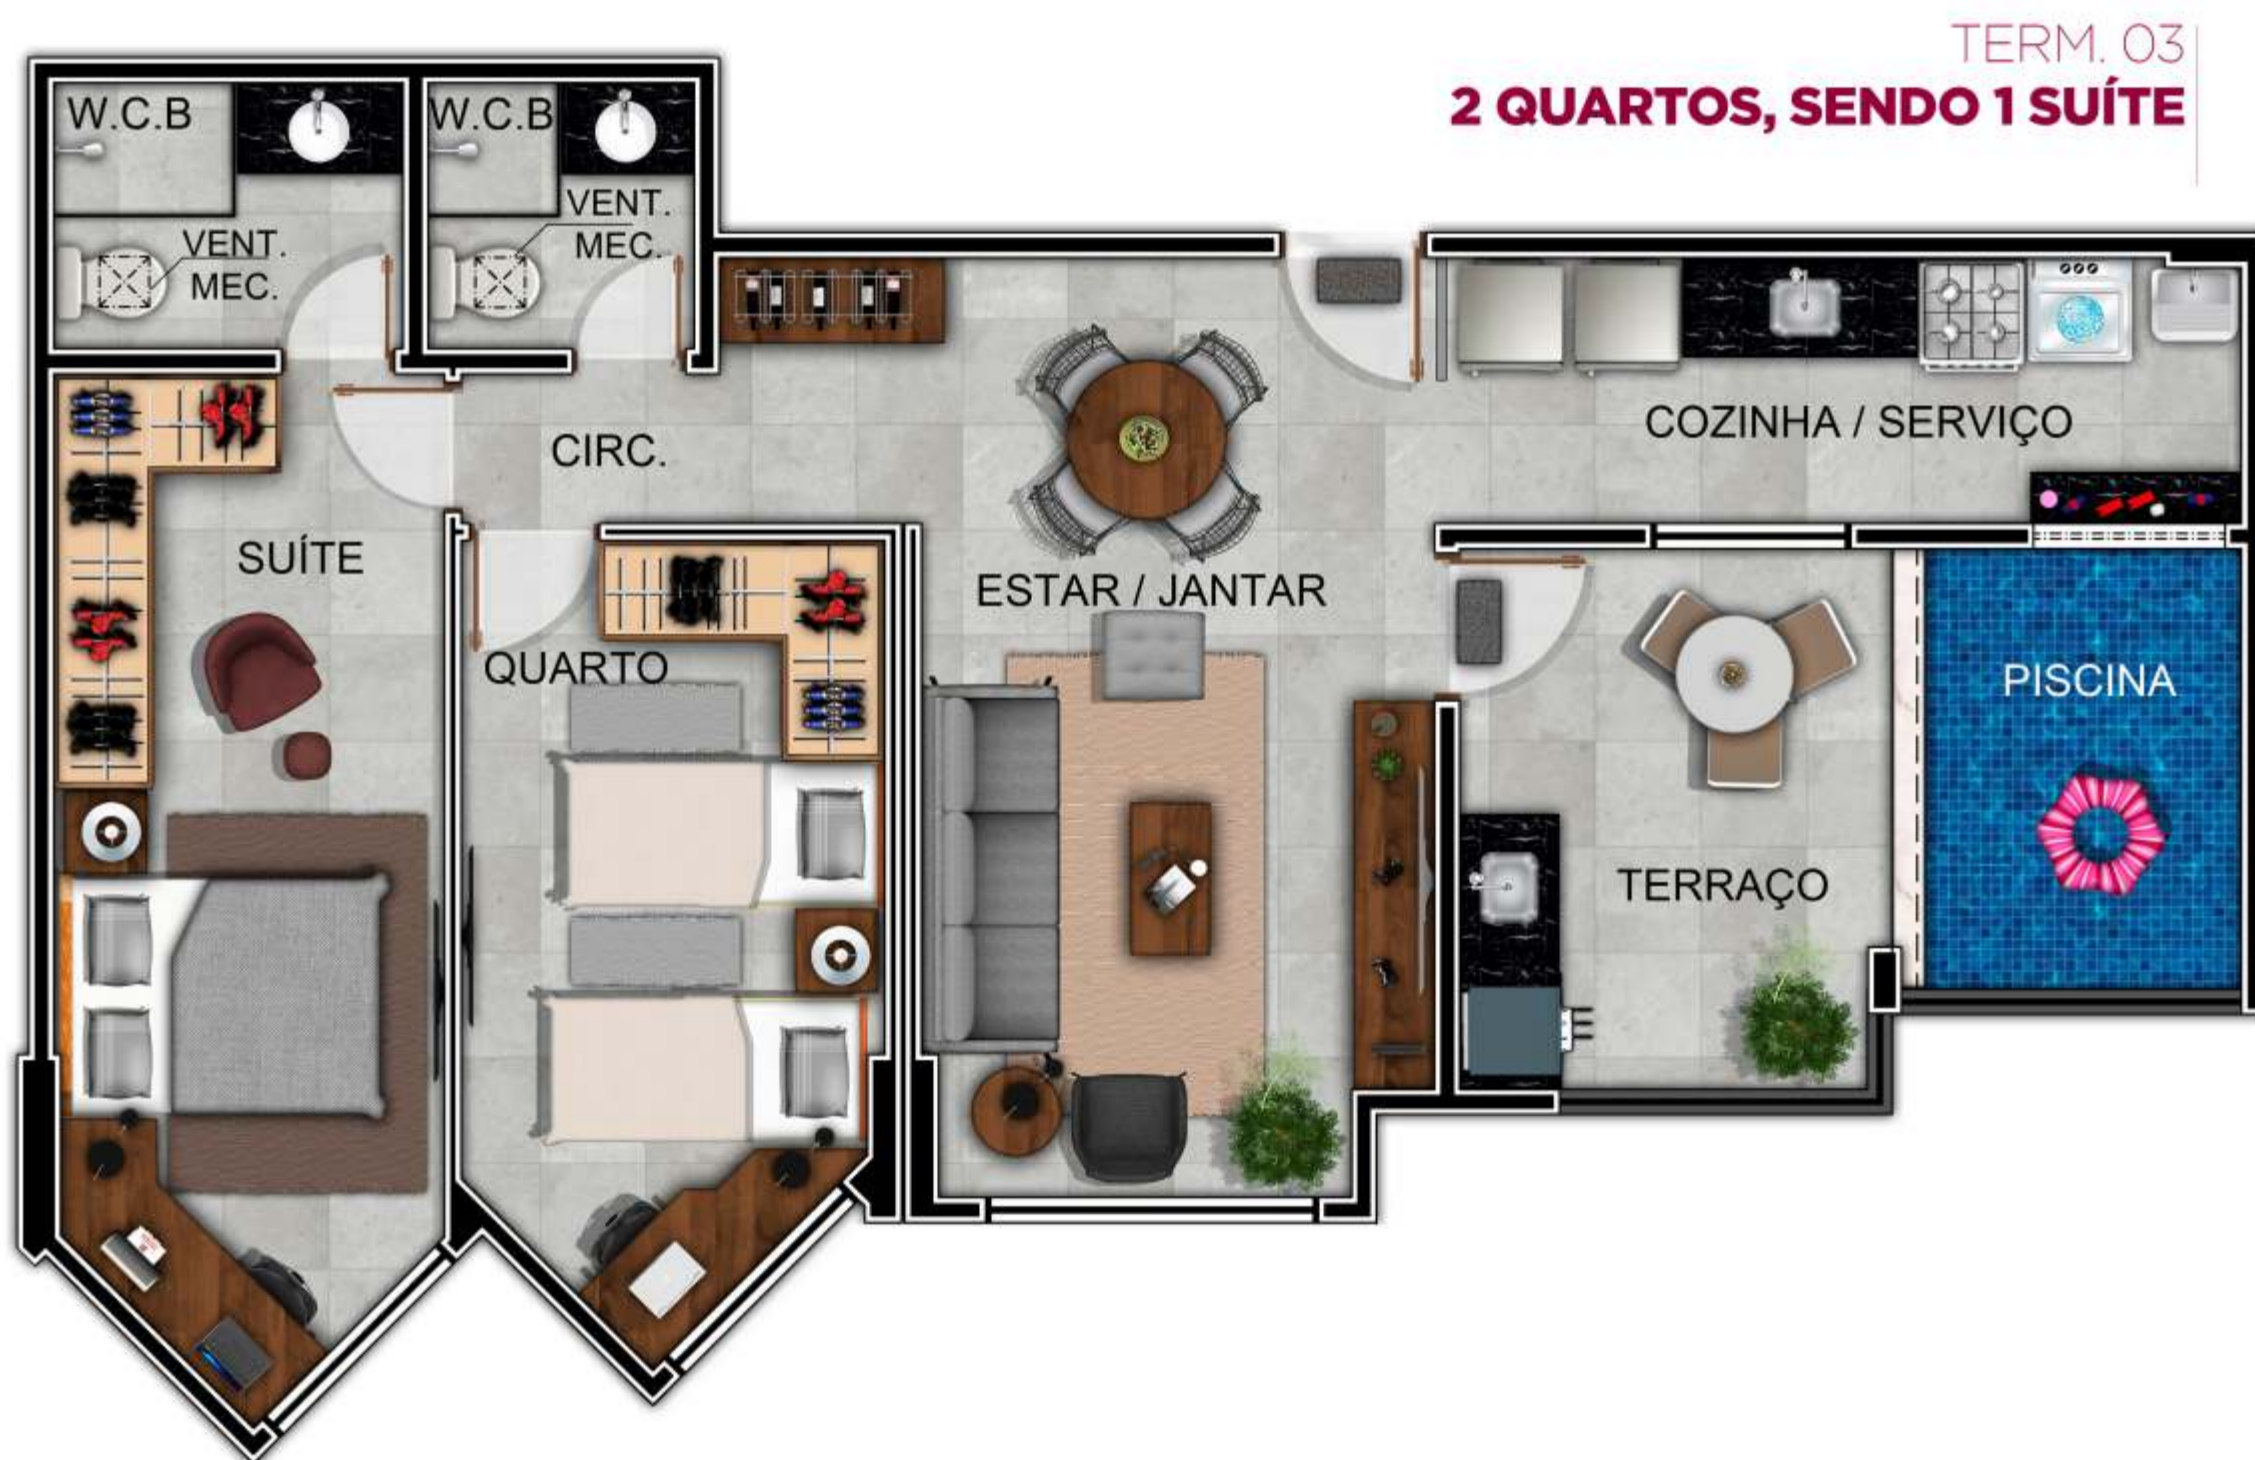 TERM. 03
2 QUARTOS, SENDO 1 SUÍTE
W.C.B
W.C.B
VENT.
MEC.
VENT.
MEC.
COZINHA / SERVIÇO
CIRC.
SUÍTE
ESTAR / JANTAR
QUARTO
PISCINA
TERRAÇO